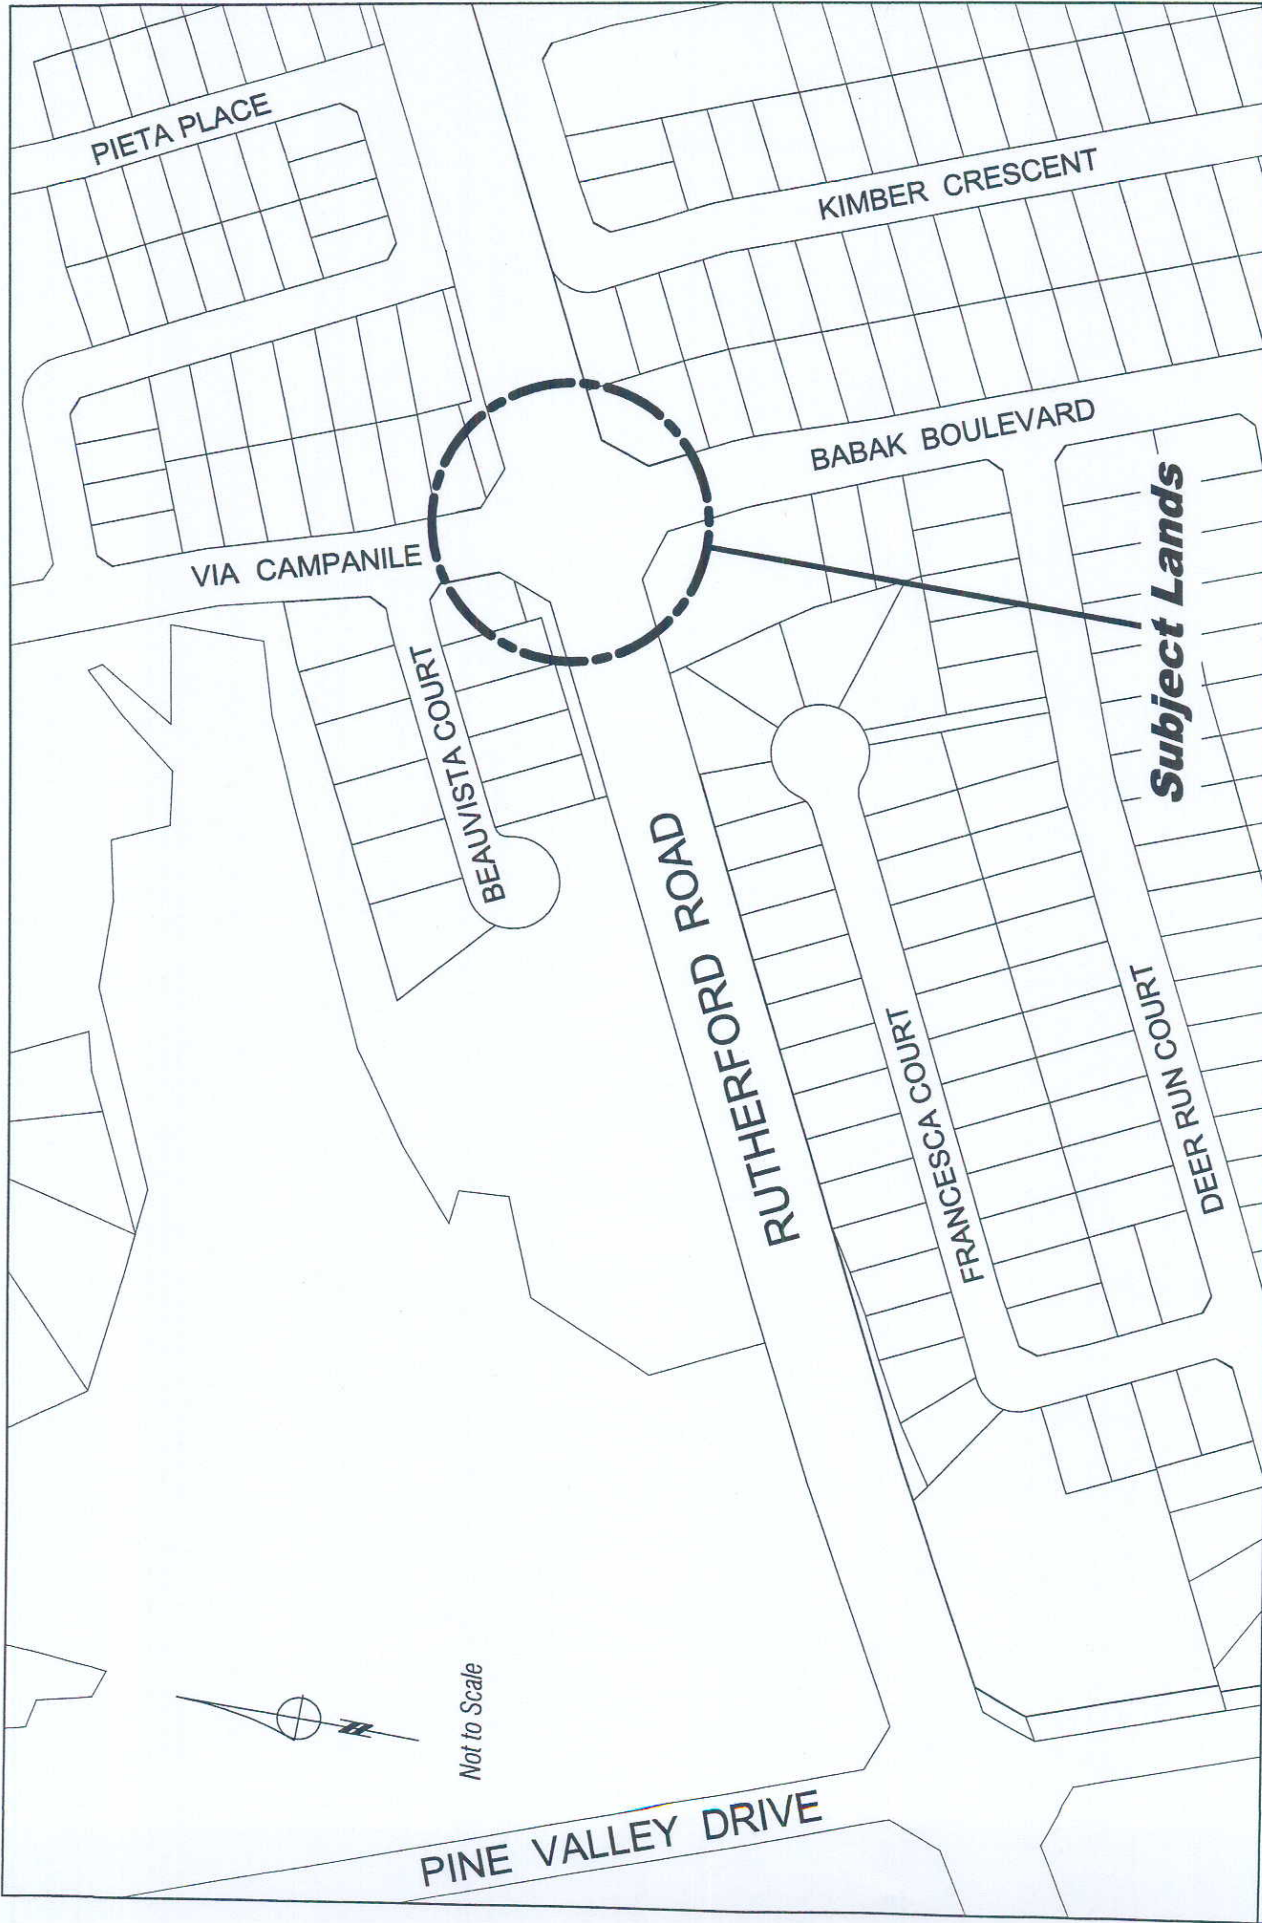 PIETA PLACE
KIMBER CRESCENT
BABAK BOULEVARD
VIA CAMPANILE
Subject Lands
BEAUVISTA COURT
RUTHERFORD ROAD
FRANCESCA COURT
DEER RUN COURT
N
Not to Scale
PINE VALLEY DRIVE